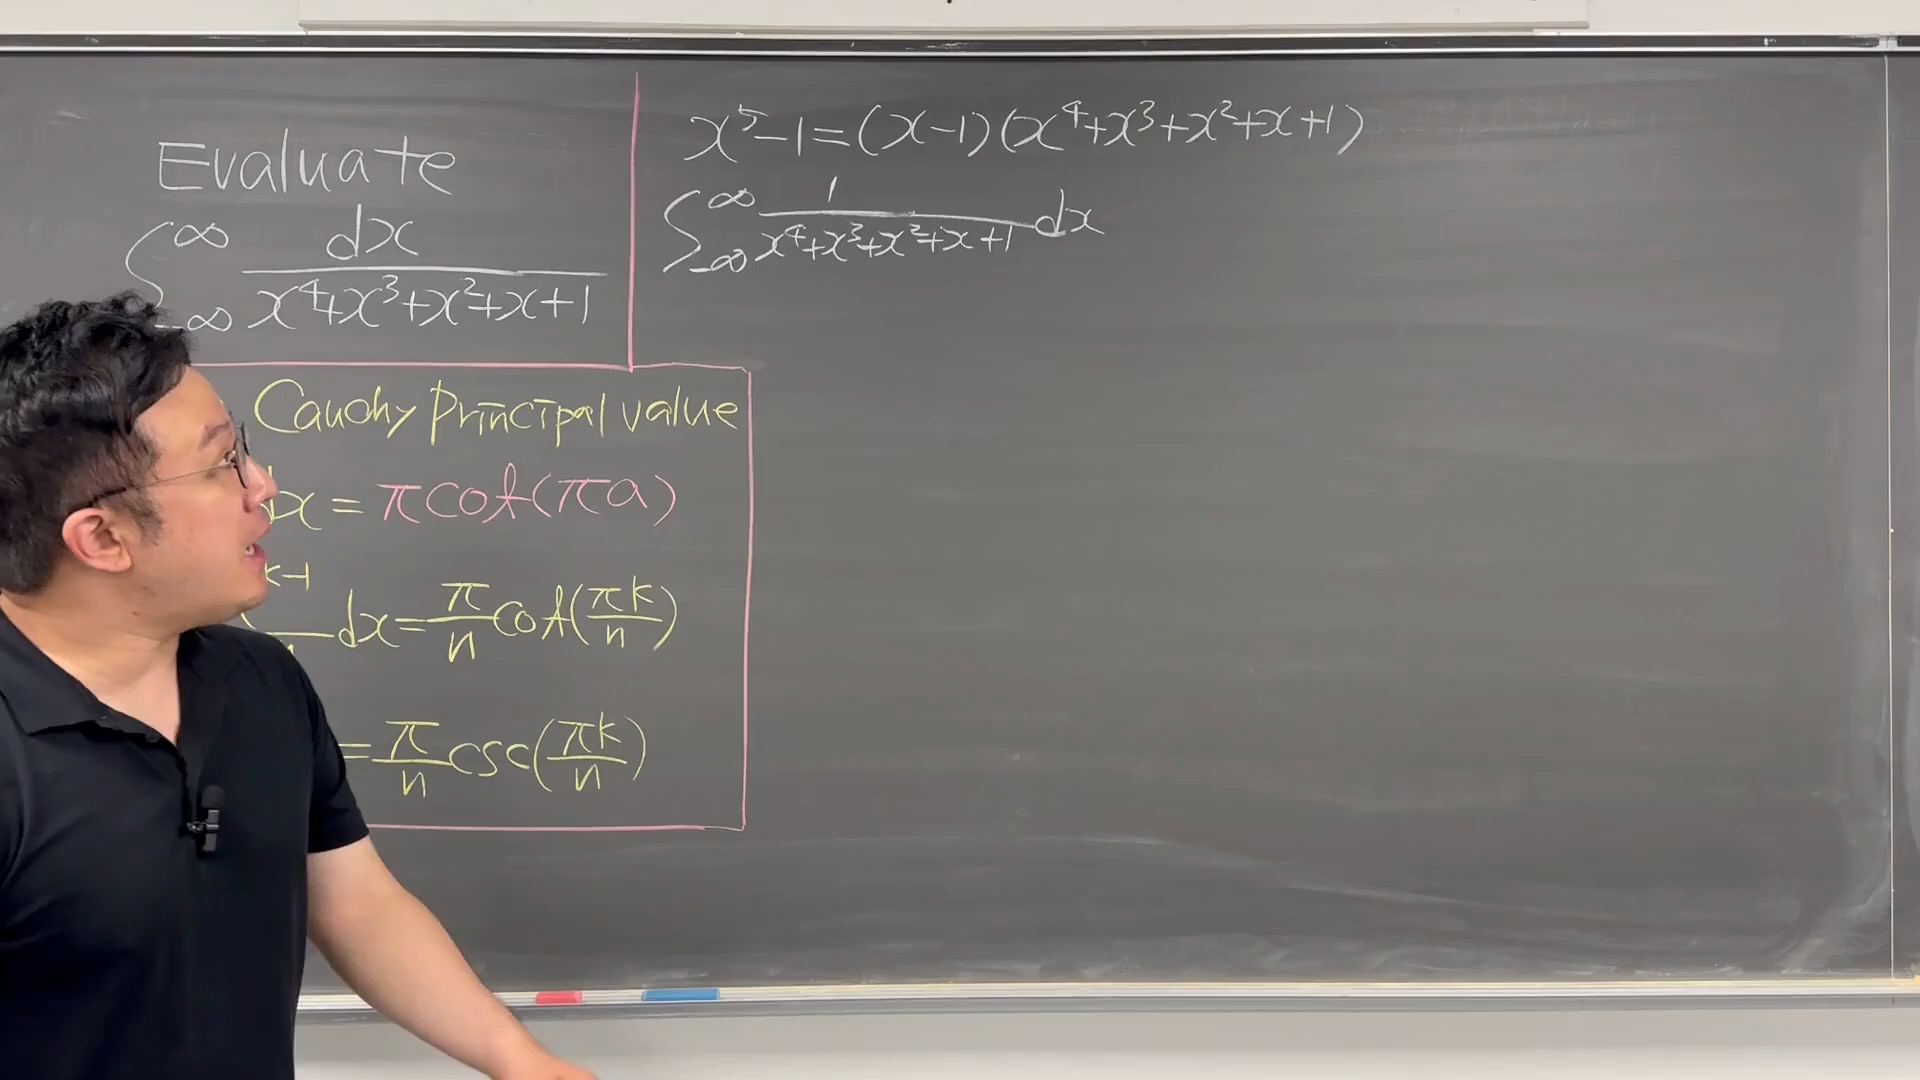 Evaluate
∫_{-∞}^{∞} dx / (x⁴+x³+x²+x+1)
Cauchy principal value
dx = π cot(πa)
k-1
dx = π/n cot(πk/n)
= π/n csc(πk/n)
x⁵-1=(x-1)(x⁴+x³+x²+x+1)
∫_{-∞}^{∞} 1/(x⁴+x³+x²+x+1) dx